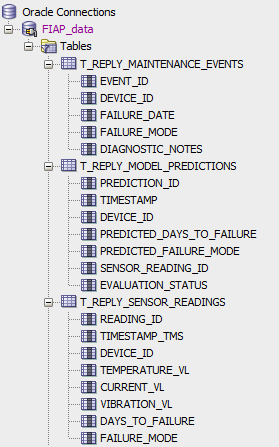 Oracle Connections
FIAP_data
Tables
T_REPLY_MAINTENANCE_EVENTS
EVENT_ID
DEVICE_ID
FAILURE_DATE
FAILURE_MODE
DIAGNOSTIC_NOTES
T_REPLY_MODEL_PREDICTIONS
PREDICTION_ID
TIMESTAMP
DEVICE_ID
PREDICTED_DAYS_TO_FAILURE
PREDICTED_FAILURE_MODE
SENSOR_READING_ID
EVALUATION_STATUS
T_REPLY_SENSOR_READINGS
READING_ID
TIMESTAMP_TMS
DEVICE_ID
TEMPERATURE_VL
CURRENT_VL
VIBRATION_VL
DAYS_TO_FAILURE
FAILURE_MODE